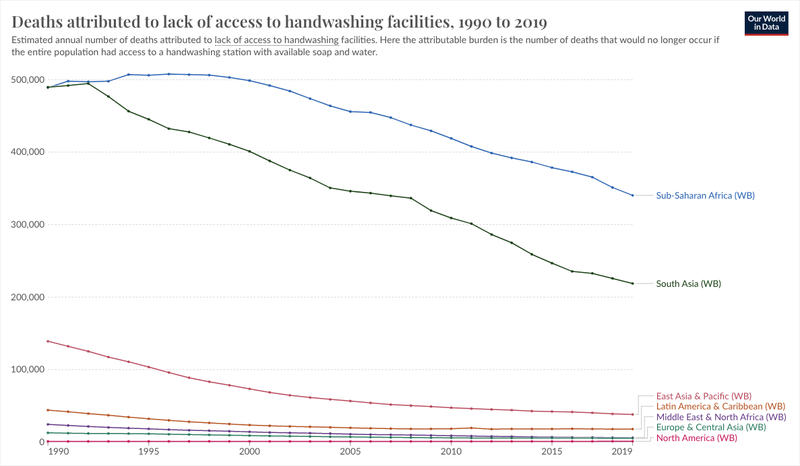 Deaths attributed to lack of access to handwashing facilities, 1990 to 2019
Our World
in Data
Estimated annual number of deaths attributed to lack of access to handwashing facilities. Here the attributable burden is the number of deaths that would no longer occur if
the entire population had access to a handwashing station with available soap and water.
500,000
400,000
300,000
200,000
100,000
0
Sub-Saharan Africa (WB)
South Asia (WB)
East Asia & Pacific (WB)
Latin America & Caribbean (WB)
Middle East & North Africa (WB)
Europe & Central Asia (WB)
North America (WB)
1990
1995
2000
2005
2010
2015
2019